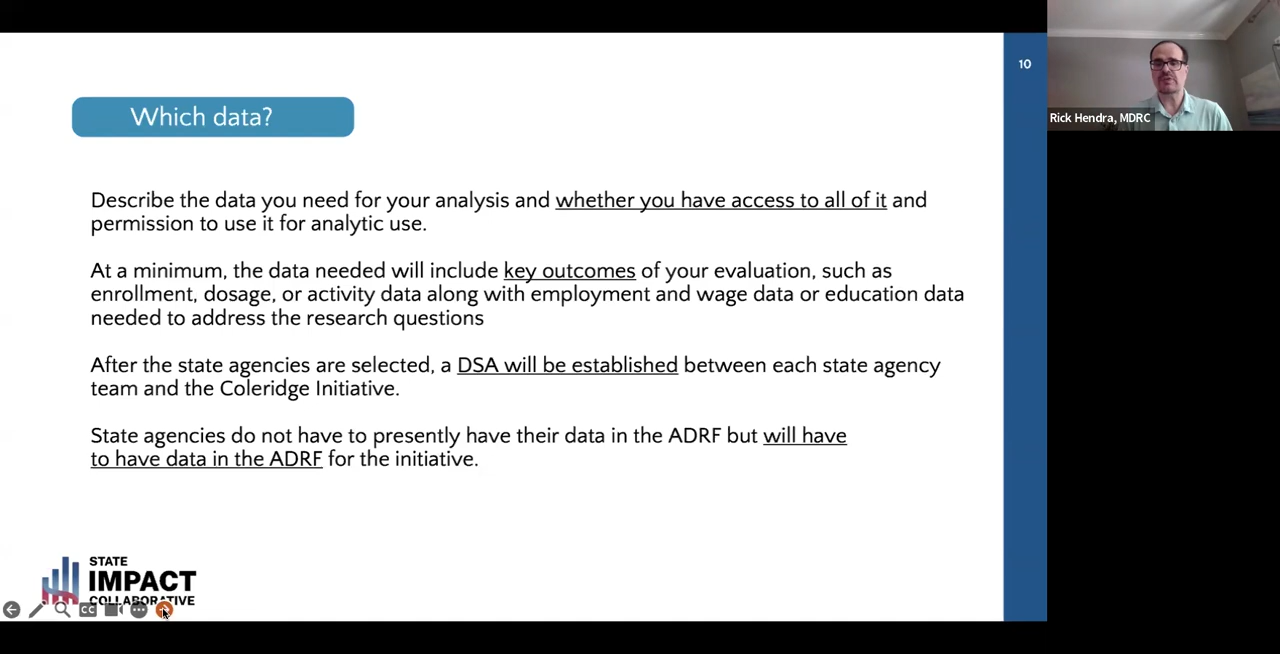 10
Which data?
Describe the data you need for your analysis and whether you have access to all of it and
permission to use it for analytic use.
At a minimum, the data needed will include key outcomes of your evaluation, such as
enrollment, dosage, or activity data along with employment and wage data or education data
needed to address the research questions
After the state agencies are selected, a DSA will be established between each state agency
team and the Coleridge Initiative.
State agencies do not have to presently have their data in the ADRF but will have
to have data in the ADRF for the initiative.
STATE
IMPACT
COLLABORATIVE
CC
Rick Hendra, MDRC